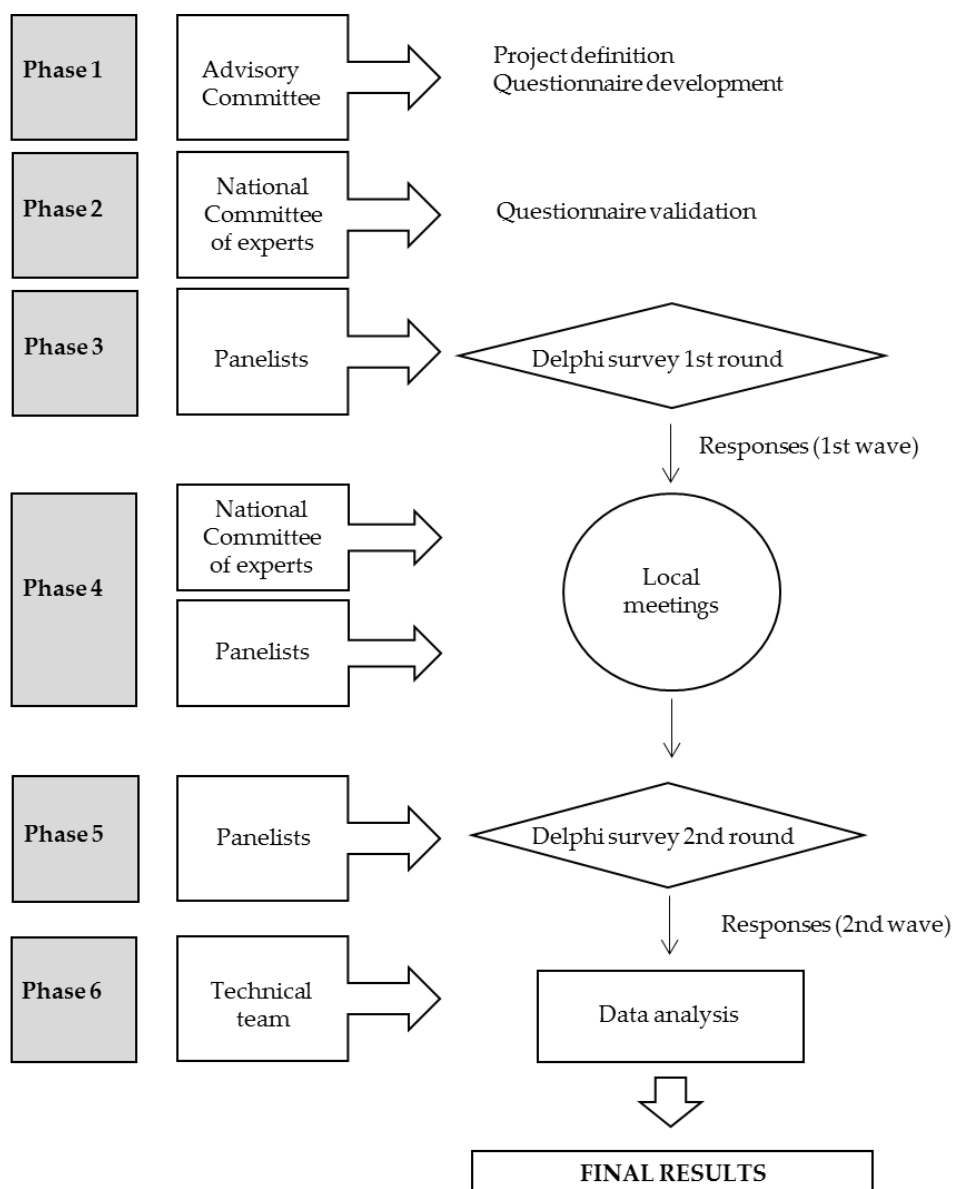 Phase 1
Advisory
Committee
Project definition
Questionnaire development
Phase 2
National
Committee
of experts
Questionnaire validation
Phase 3
Panelists
Delphi survey 1st round
Responses (1st wave)
Phase 4
National
Committee
of experts
Panelists
Local
meetings
Phase 5
Panelists
Delphi survey 2nd round
Responses (2nd wave)
Phase 6
Technical
team
Data analysis
FINAL RESULTS